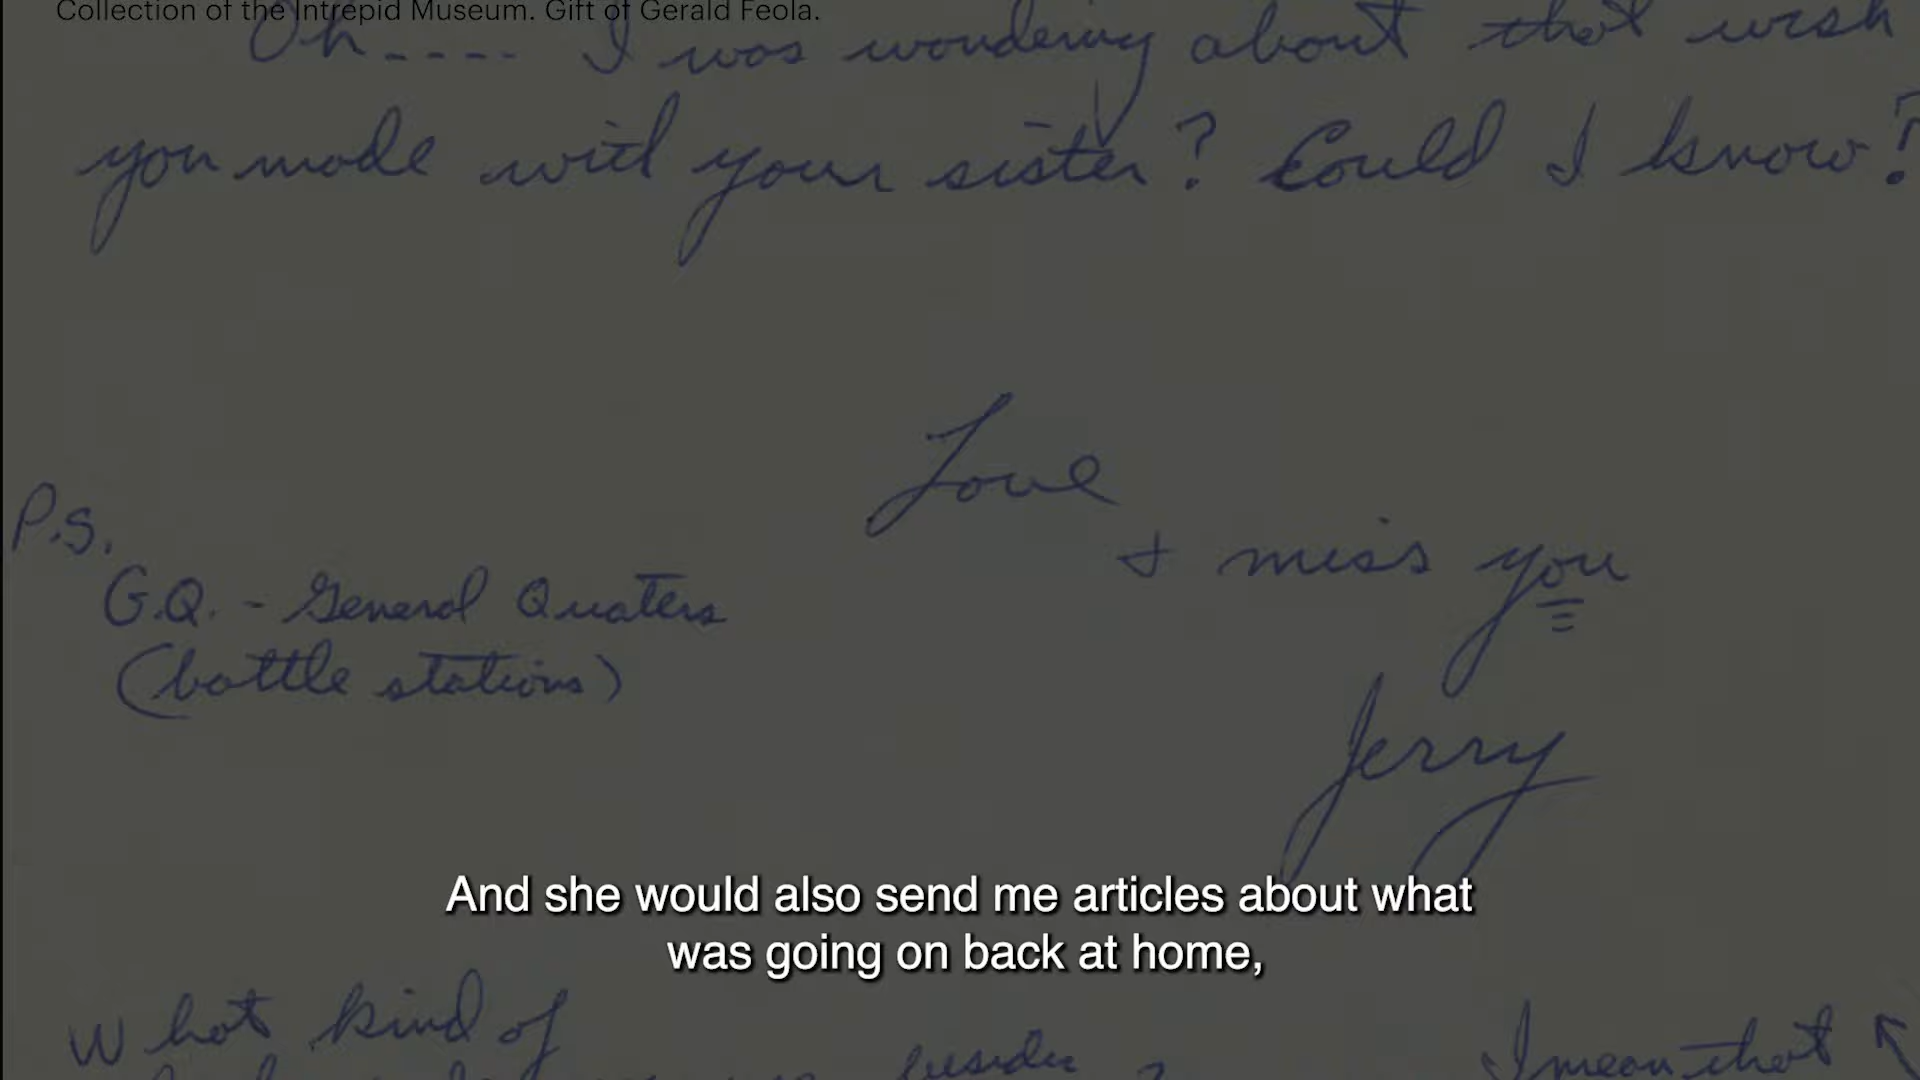 Collection of the Intrepid Museum. Gift of Gerald Feola.
Oh---- I was wondering about that wish
you made with your sister? Could I know?
Love
+ miss you
P.S.
G.Q. - General Quaters
(battle stations)
Jerry
And she would also send me articles about what
was going on back at home,
What kind of
beside ?
I mean that